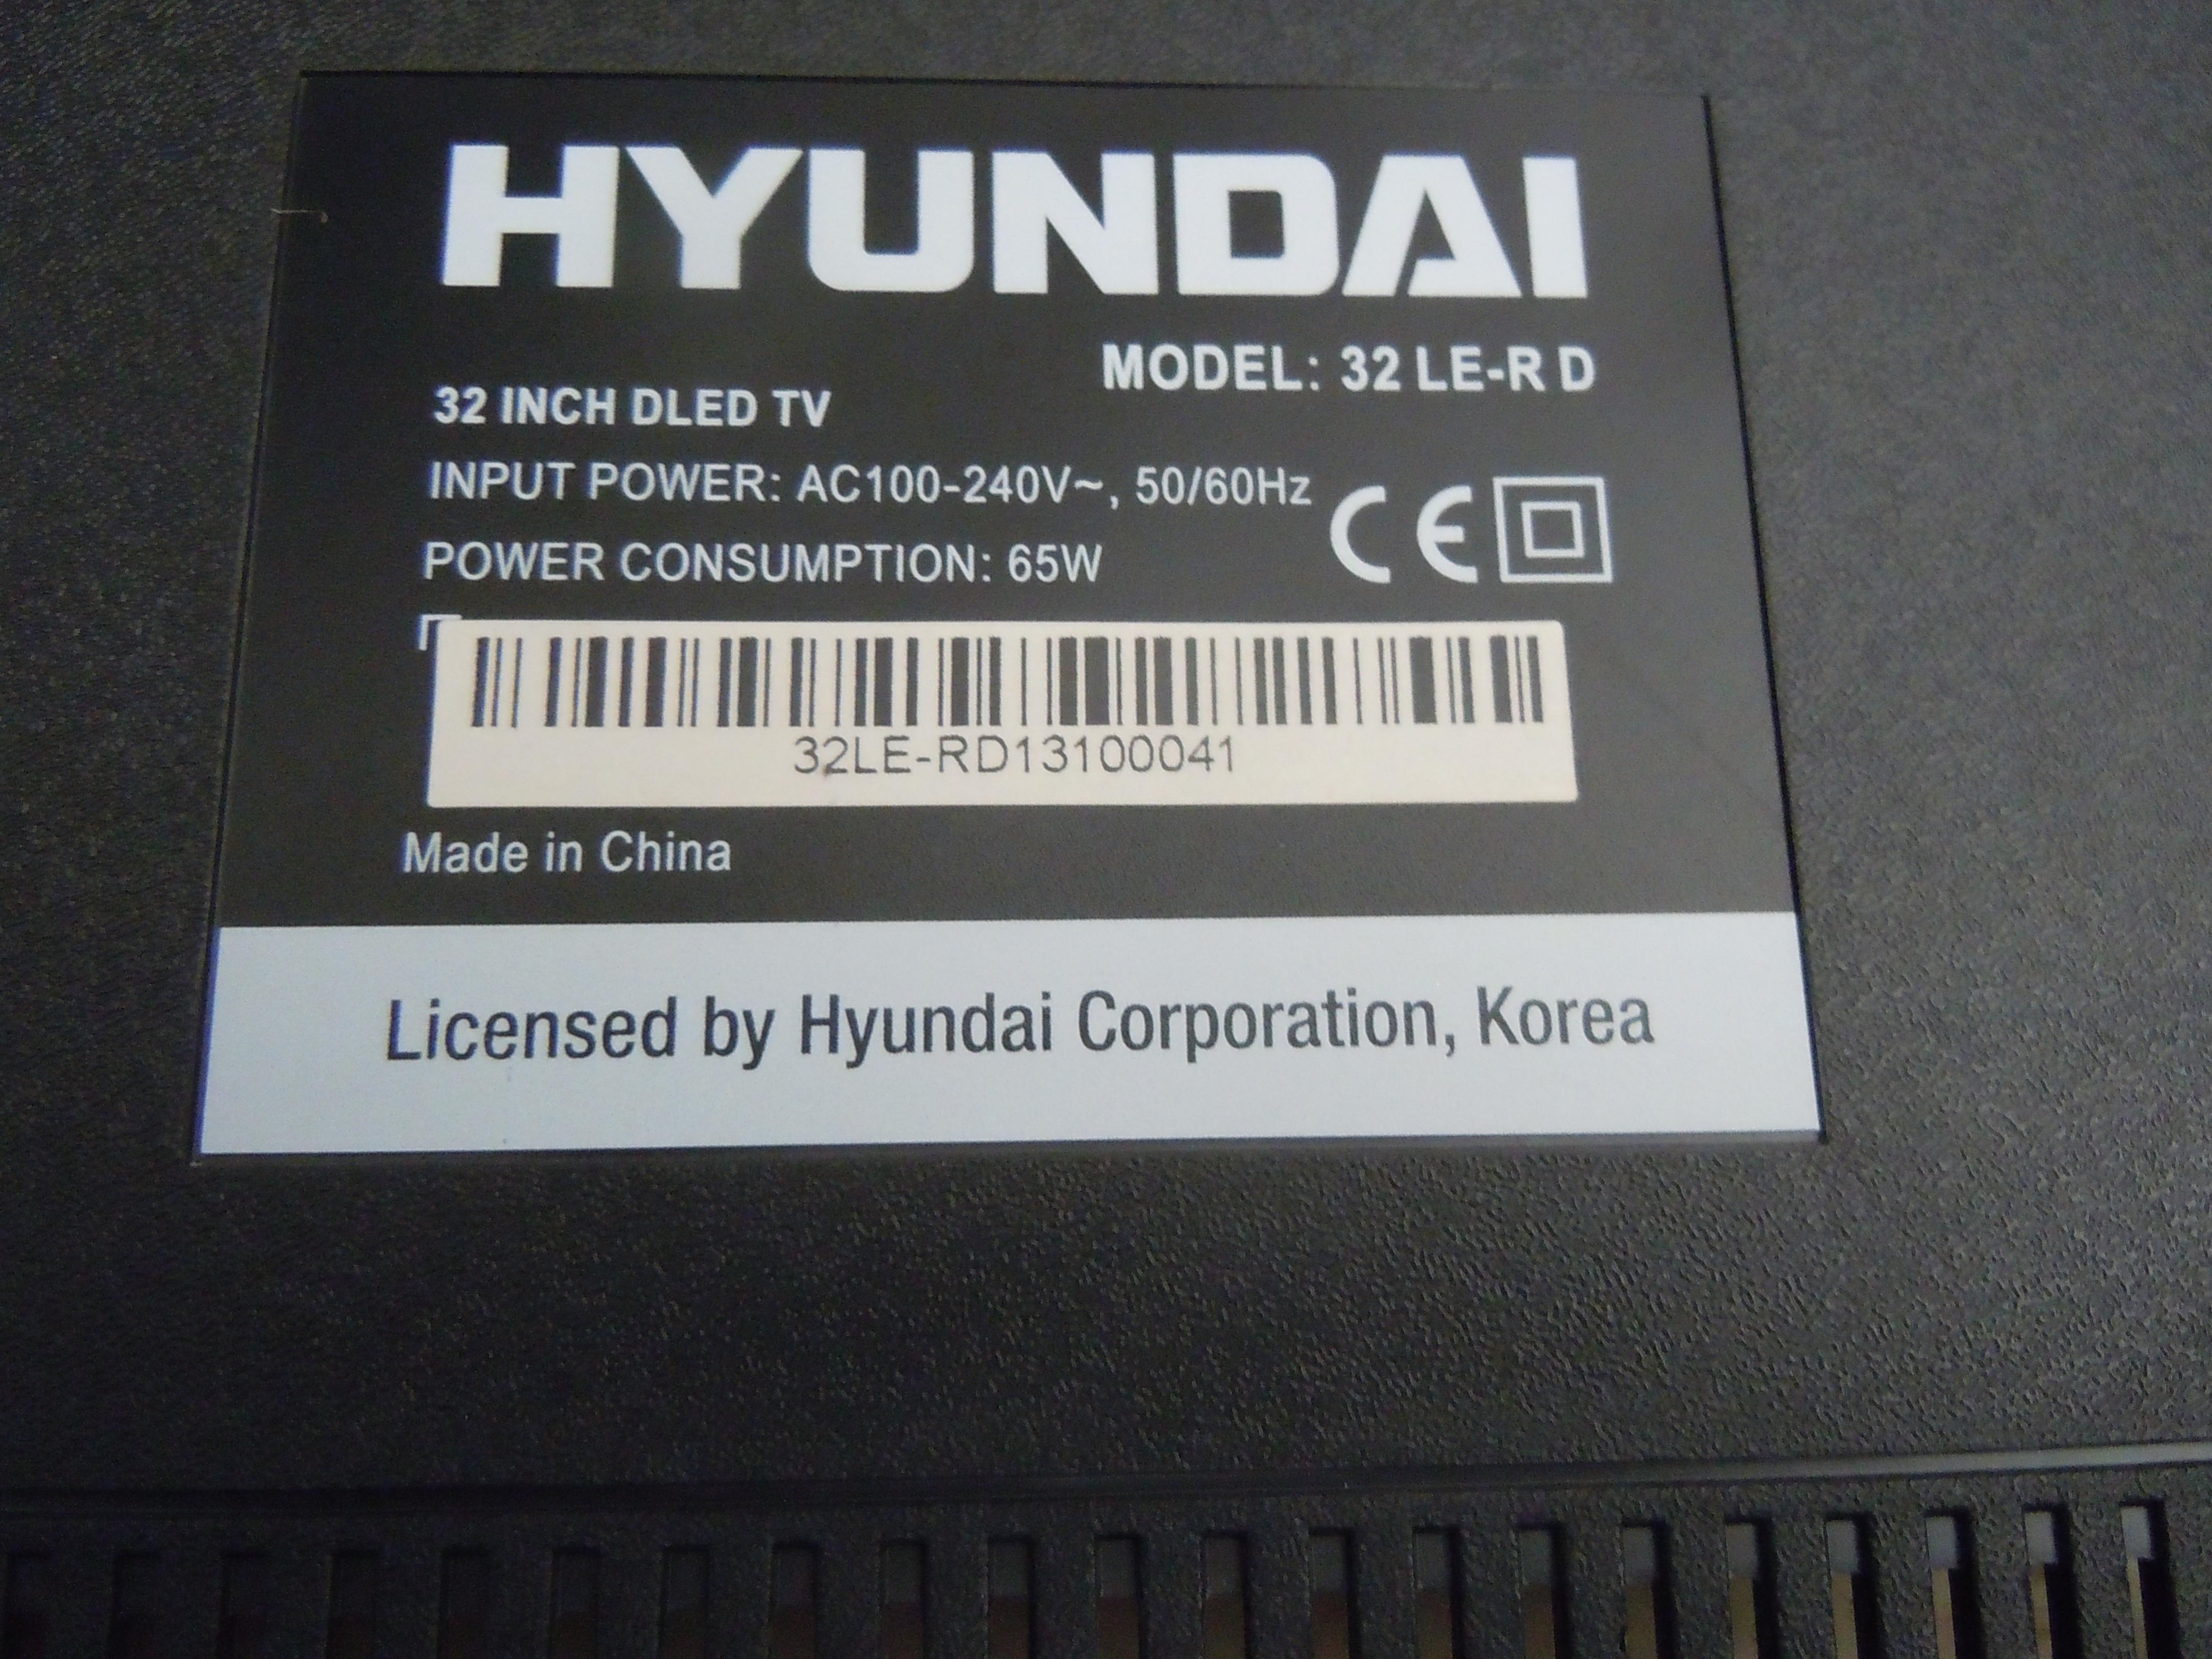 HYUNDAI
MODEL: 32 LE-R D
32 INCH DLED TV
INPUT POWER: AC100-240V~, 50/60Hz
CE
POWER CONSUMPTION: 65W
32LE-RD13100041
Made in China
Licensed by Hyundai Corporation, Korea